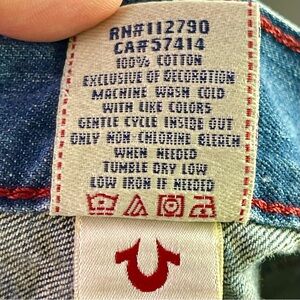 RN#112790
CA#57414
100% COTTON
EXCLUSIVE OF DECORATION
MACHINE WASH COLD
WITH LIKE COLORS
GENTLE CYCLE INSIDE OUT
ONLY NON-CHLORINE BLEACH
WHEN NEEDED
TUMBLE DRY LOW
LOW IRON IF NEEDED